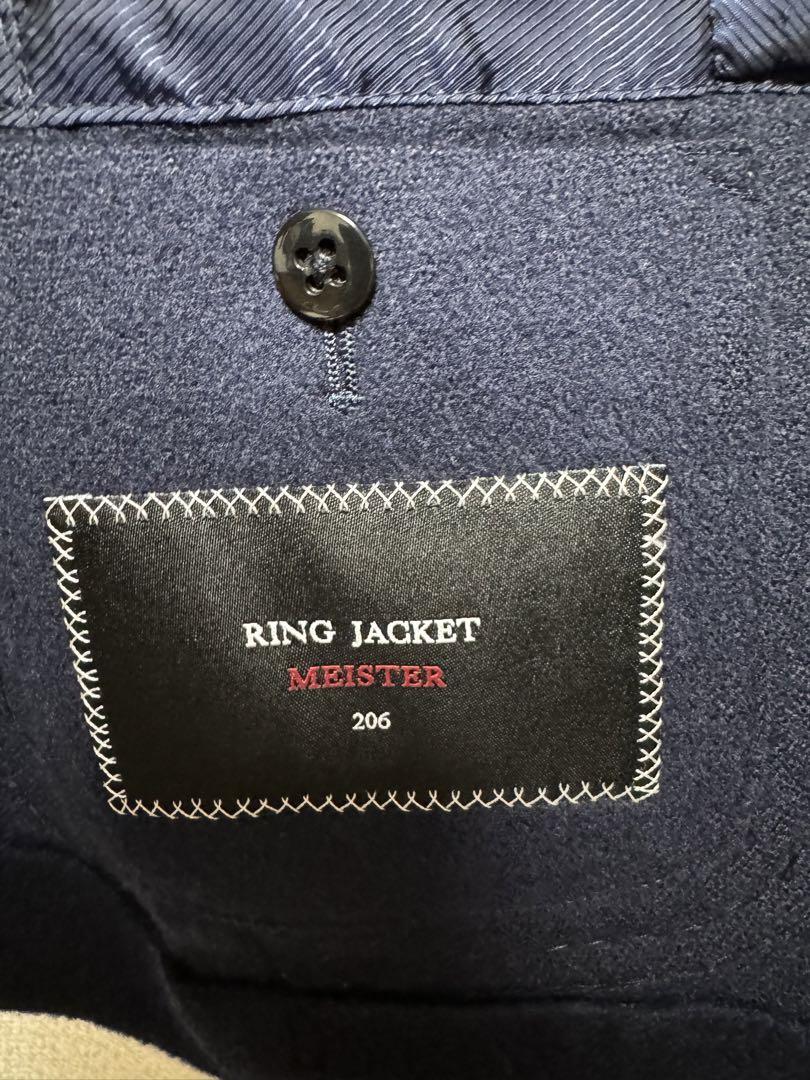 RING JACKET
MEISTER
206